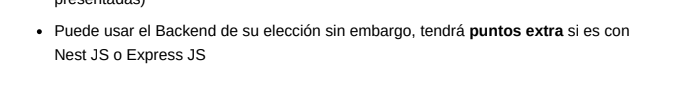 presentadas)
• Puede usar el Backend de su elección sin embargo, tendrá puntos extra si es con
Nest JS o Express JS